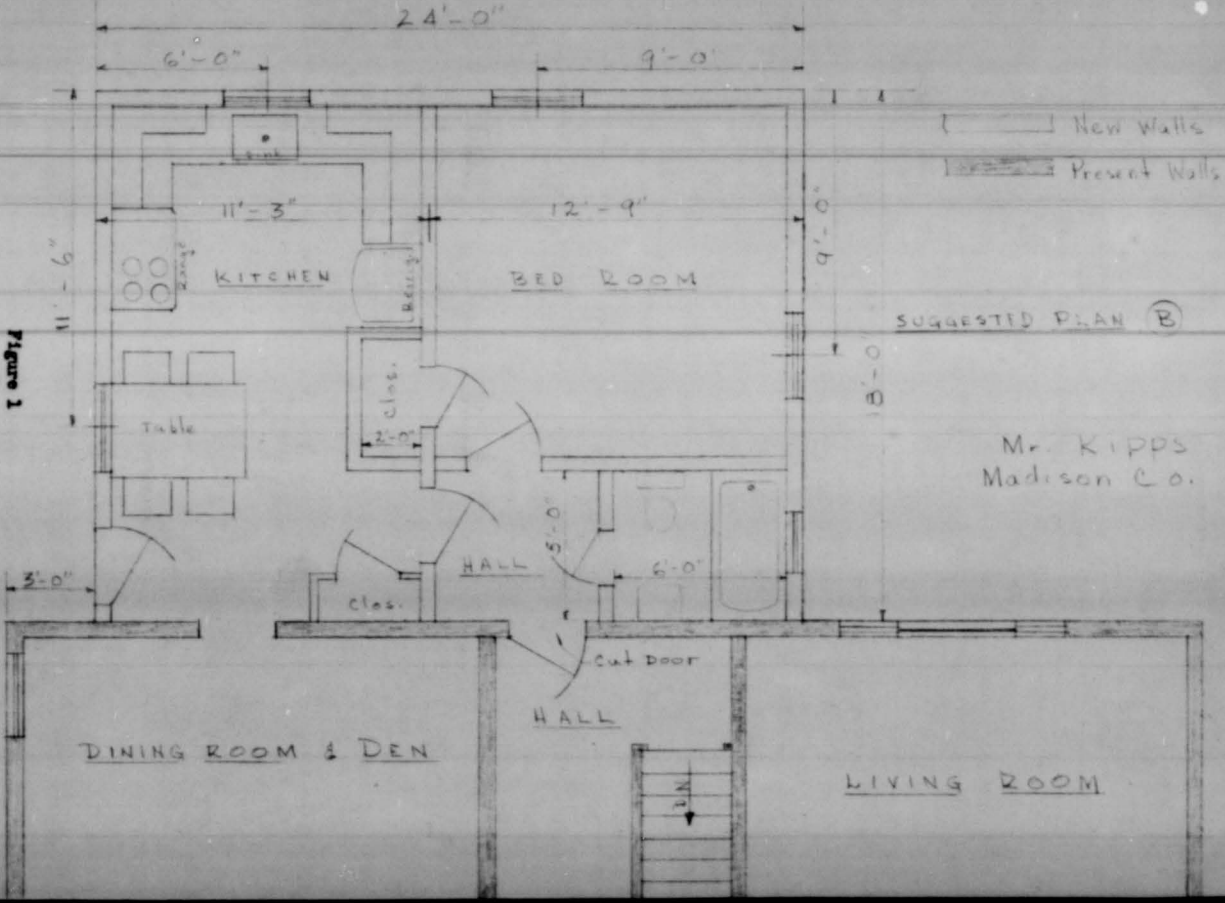 24'-0"
6'-0"
9'-0'
New Walls
Present Walls
Sink
11'-3"
12'-9"
9'-0"
11'-6"
Range
KITCHEN
Refrig.
BED ROOM
SUGGESTED PLAN (B)
Figure 1
18'-0"
Clos.
Table
2'-0"
Mr. KIPPS
Madison Co.
5'-0"
HALL
6'-0"
3'-0"
Clos.
Cut Door
HALL
DINING ROOM & DEN
DN
LIVING ROOM